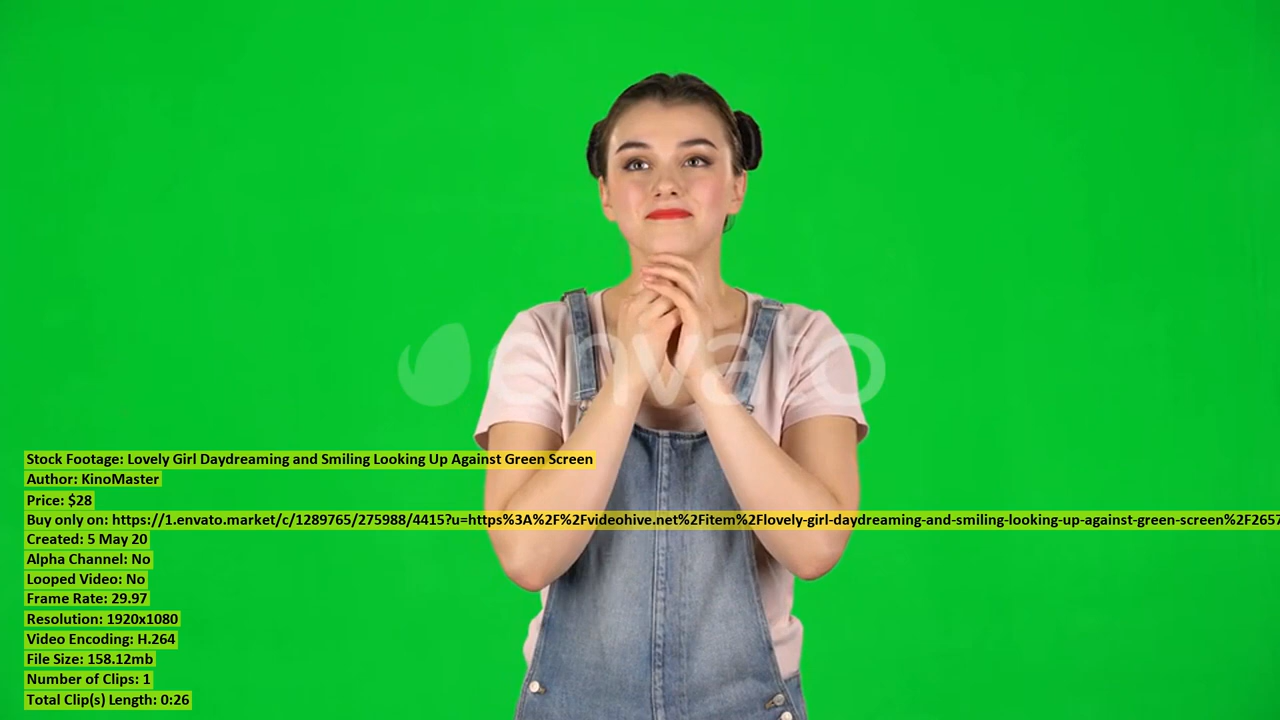 envato
Stock Footage: Lovely Girl Daydreaming and Smiling Looking Up Against Green Screen
Author: KinoMaster
Price: $28
Buy only on: https://1.envato.market/c/1289765/275988/4415?u=https%3A%2F%2Fvideohive.net%2Fitem%2Flovely-girl-daydreaming-and-smiling-looking-up-against-green-screen%2F2657
Created: 5 May 20
Alpha Channel: No
Looped Video: No
Frame Rate: 29.97
Resolution: 1920x1080
Video Encoding: H.264
File Size: 158.12mb
Number of Clips: 1
Total Clip(s) Length: 0:26